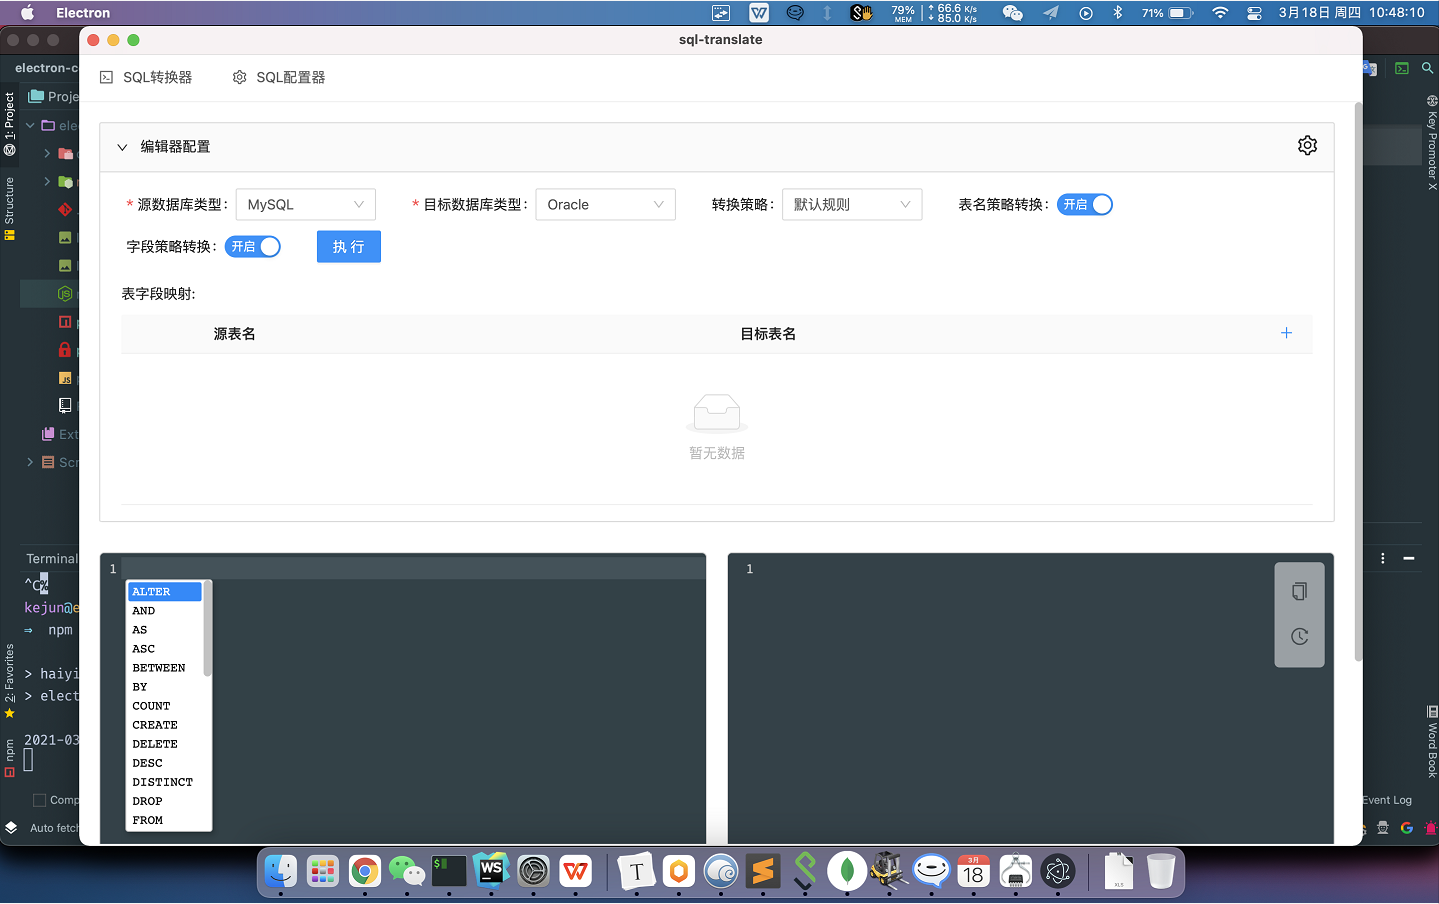 Electron
79%
MEM
↑ 66.6 K/s
↓ 85.0 K/s
71%
3月18日 周四 10:48:10
sql-translate
electron-c
SQL转换器
SQL配置器
1: Project
Proje
ele
编辑器配置
Key Promoter X
Structure
* 源数据库类型:
MySQL
* 目标数据库类型:
Oracle
转换策略:
默认规则
表名策略转换:
开启
字段策略转换:
开启
执 行
表字段映射:
源表名
目标表名
+
暂无数据
Ext
Scr
Terminal
^C%
kejun@e
⇒ npm
> haiyi
> elect
2021-03
2: Favorites
npm
Comp
Auto fetch
1
ALTER
AND
AS
ASC
BETWEEN
BY
COUNT
CREATE
DELETE
DESC
DISTINCT
DROP
FROM
1
Word Book
Event Log
WS
T
3月
18
XLS